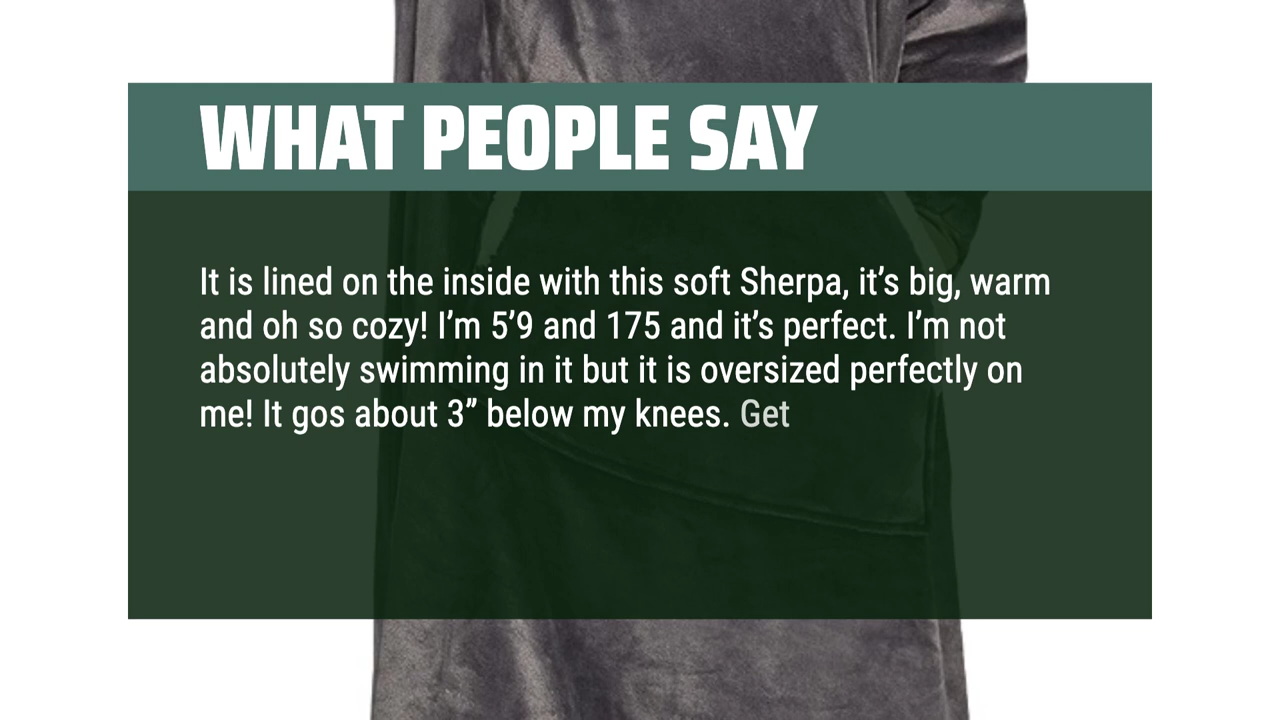 WHAT PEOPLE SAY
It is lined on the inside with this soft Sherpa, it’s big, warm
and oh so cozy! I’m 5’9 and 175 and it’s perfect. I’m not
absolutely swimming in it but it is oversized perfectly on
me! It gos about 3” below my knees. Get